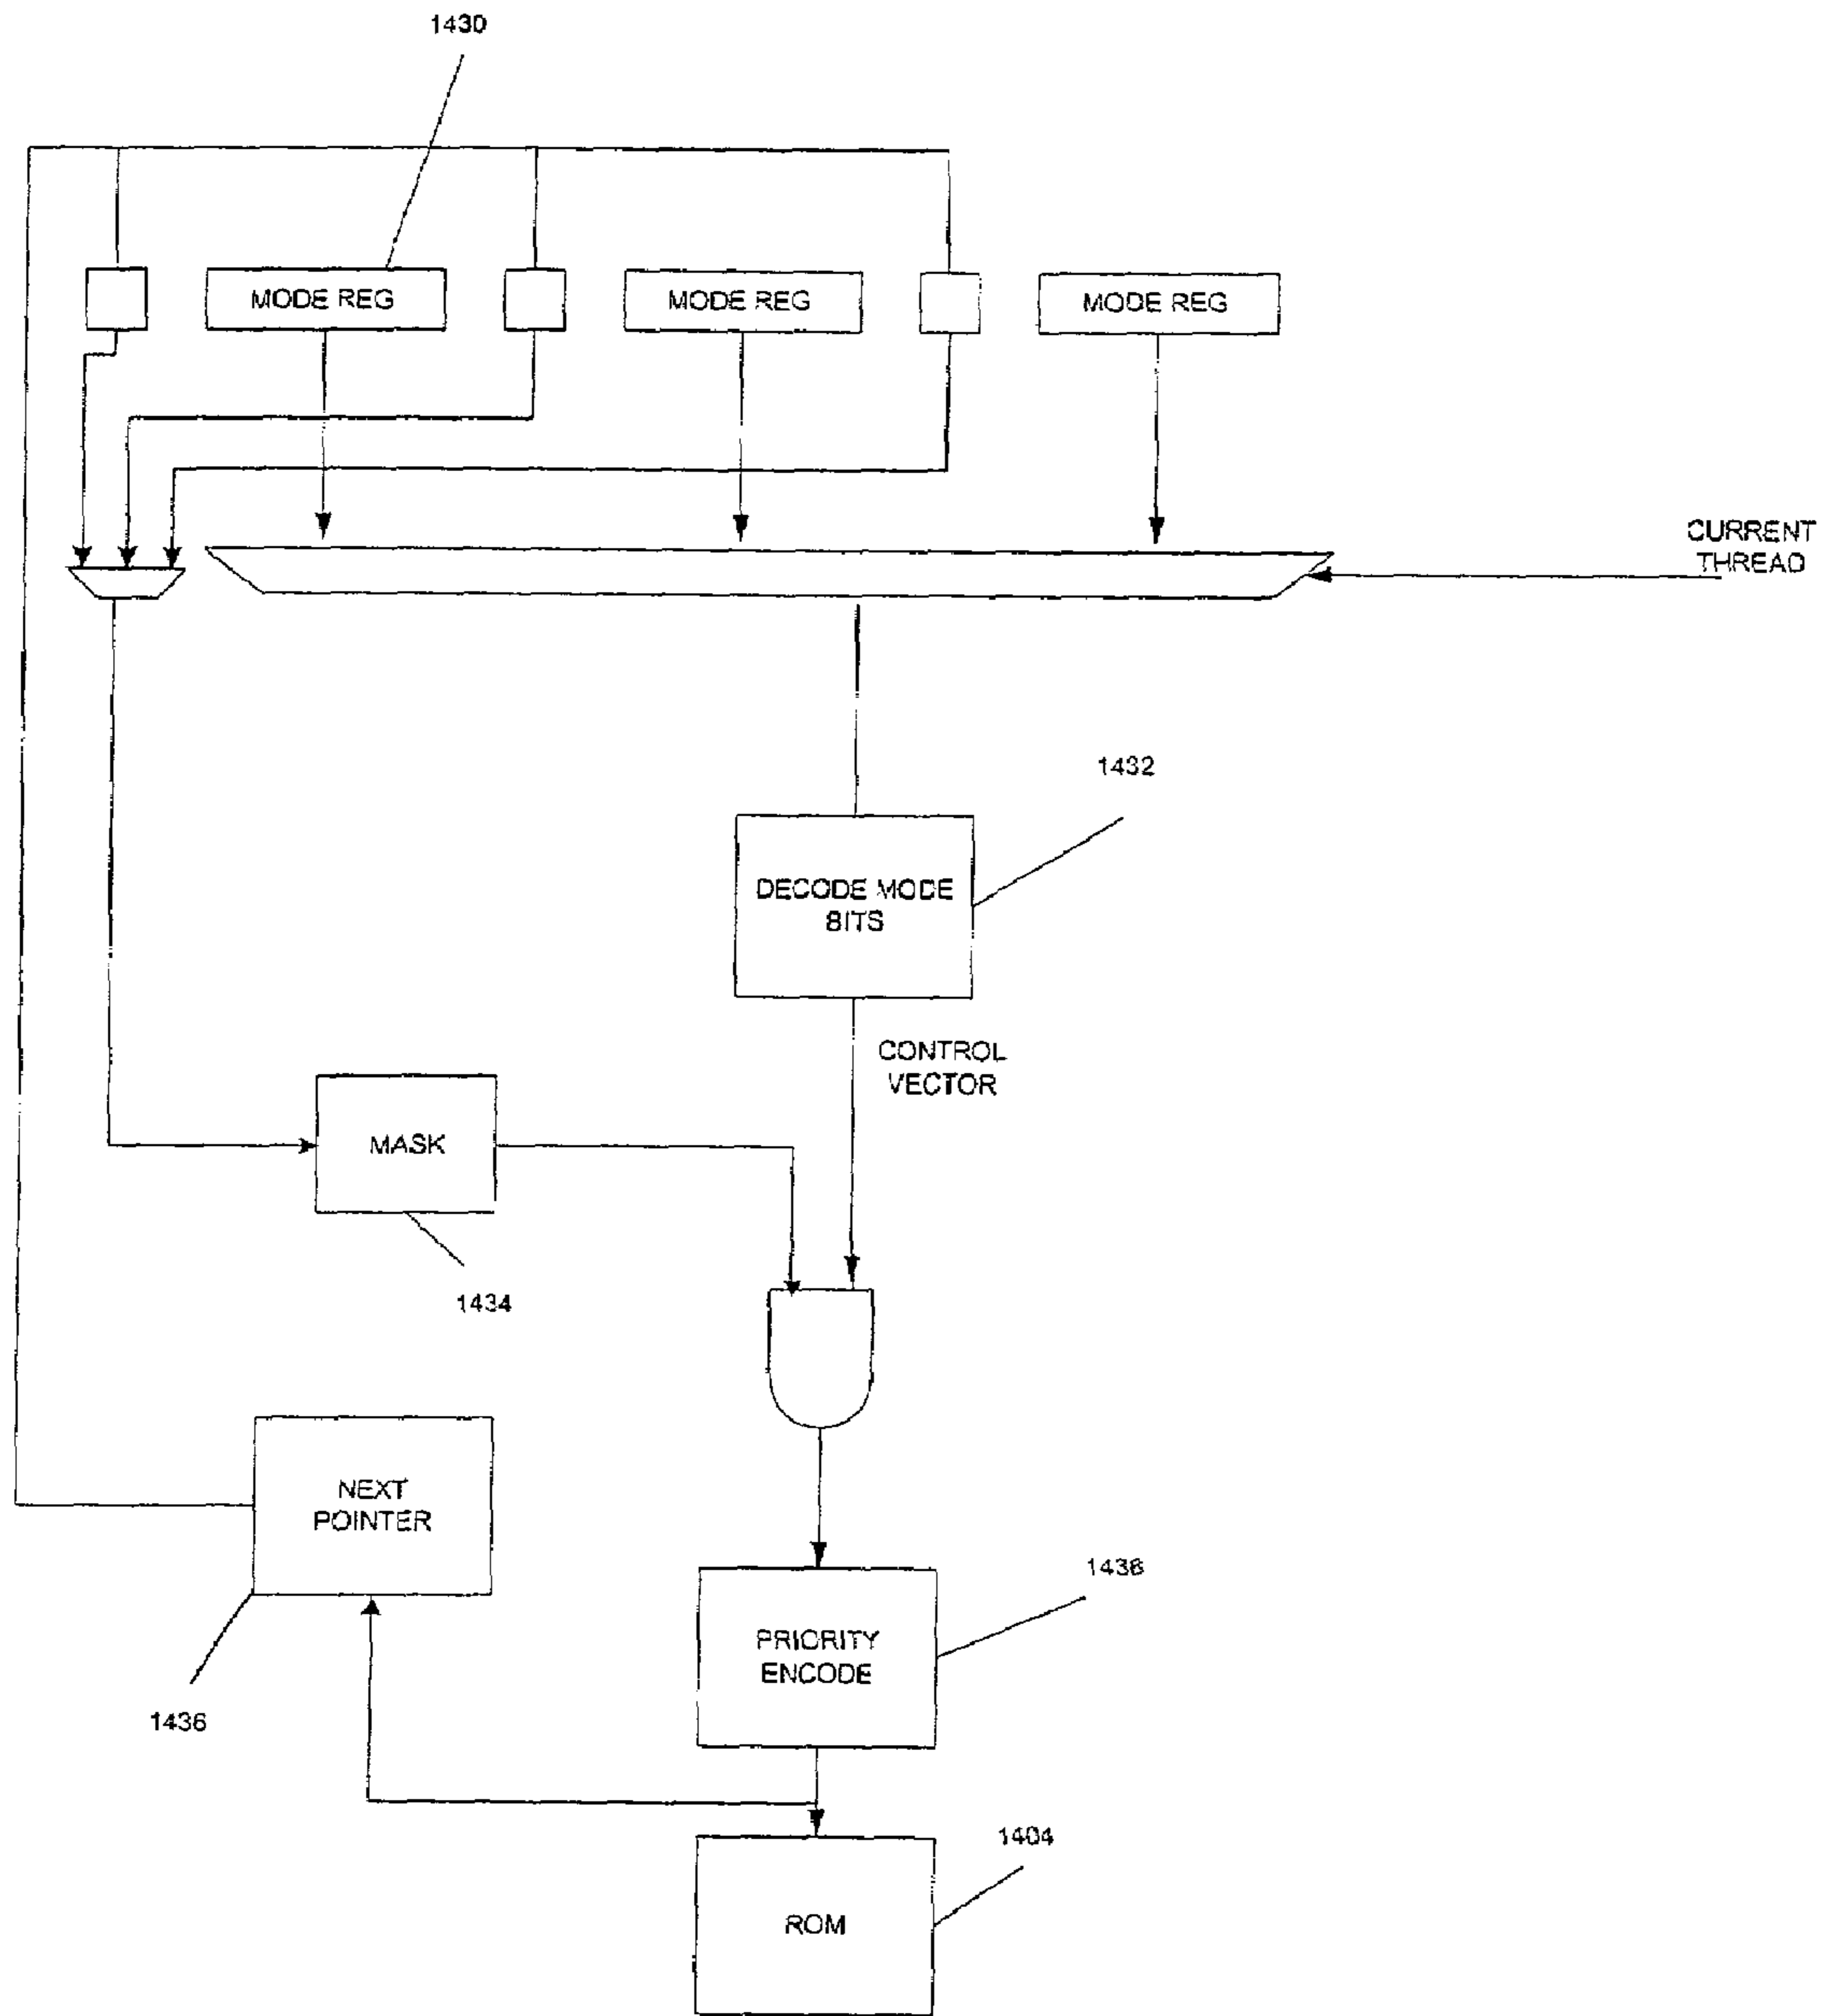 1430
MODE REG
MODE REG
MODE REG
CURRENT
THREAD
1432
DECODE MODE
BITS
CONTROL
VECTOR
MASK
1434
NEXT
POINTER
1438
PRIORITY
ENCODE
1436
1404
ROM